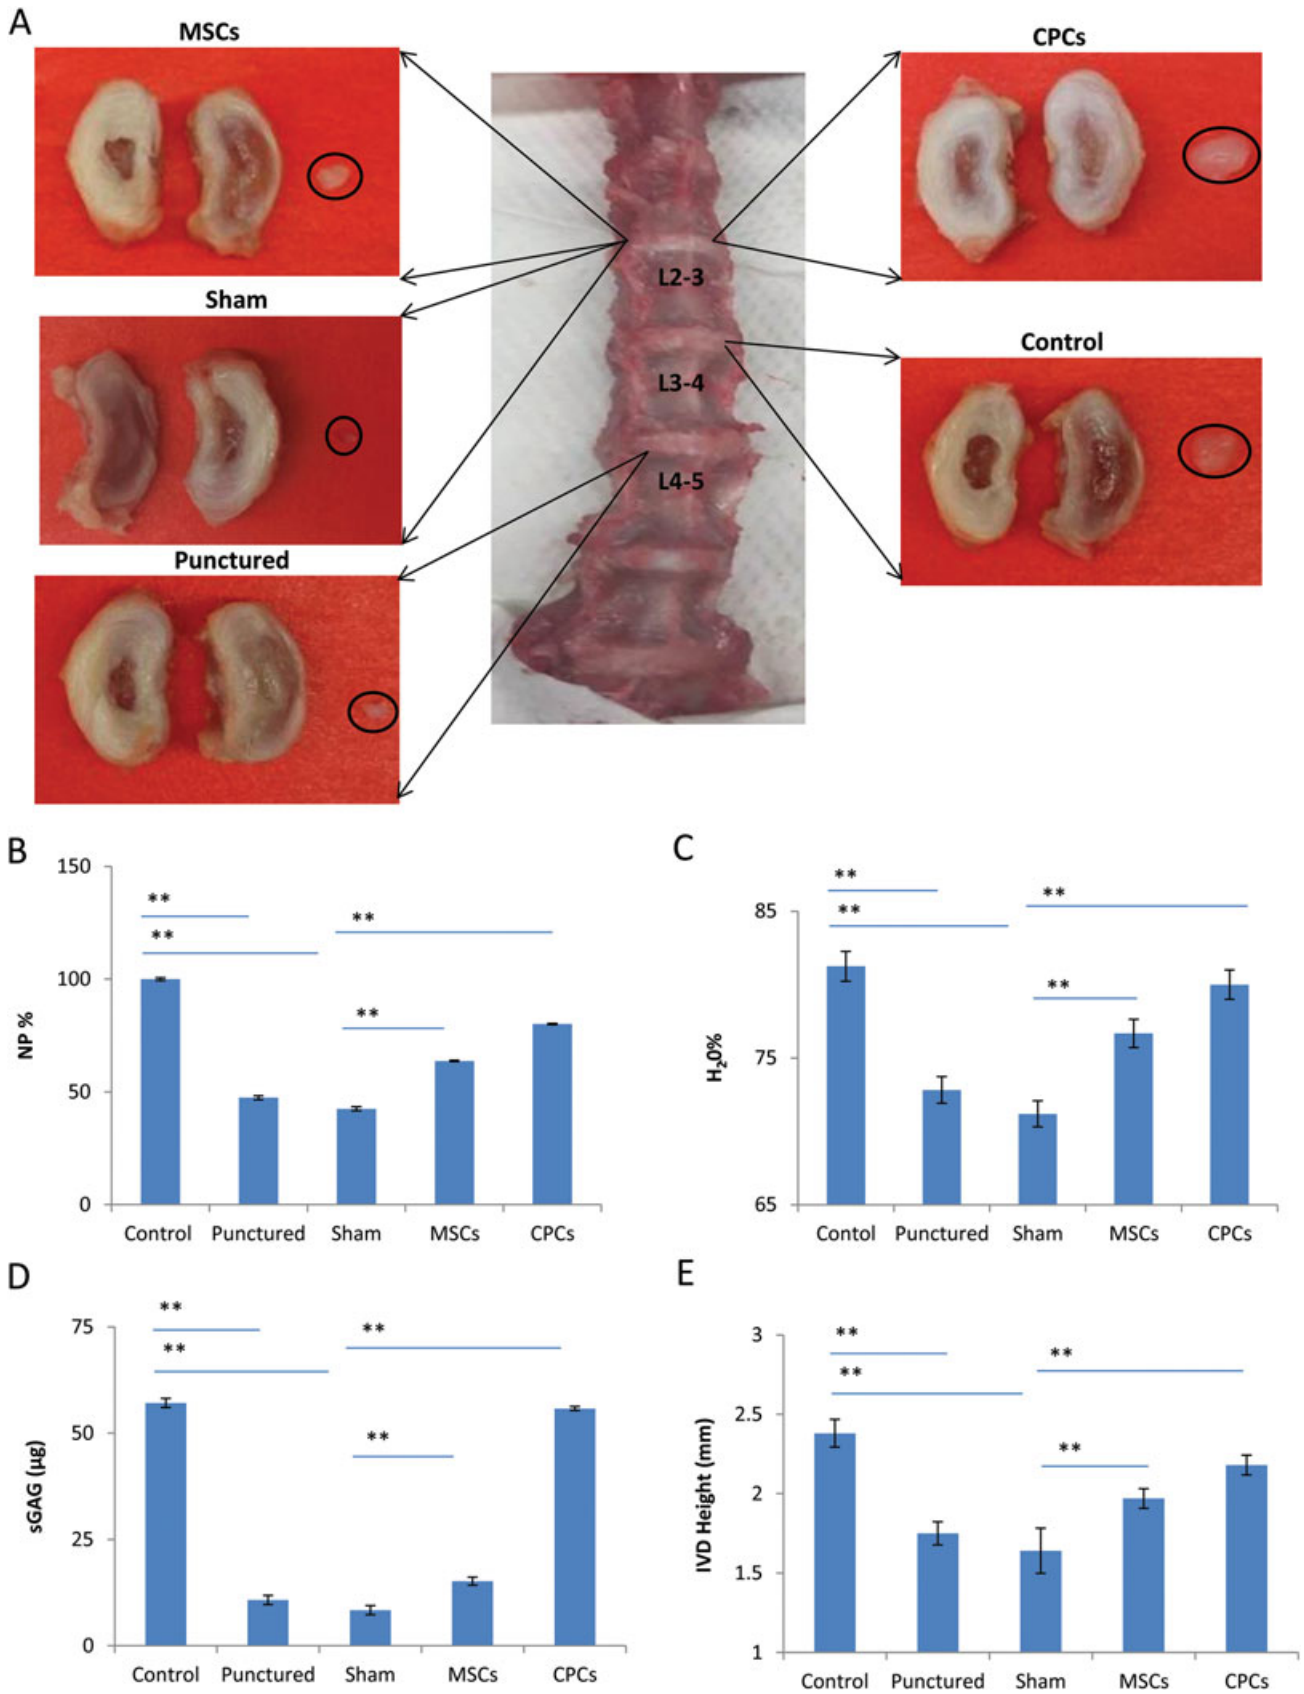 A
MSCs
CPCs
L2-3
Sham
Control
L3-4
L4-5
Punctured
B
150
100
50
0
NP %
**
**
**
**
Control Punctured Sham MSCs CPCs
C
85
75
65
H₂0%
**
**
**
**
Contol Punctured Sham MSCs CPCs
D
75
50
25
0
sGAG (µg)
**
**
**
**
Control Punctured Sham MSCs CPCs
E
3
2.5
2
1.5
1
IVD Height (mm)
**
**
**
**
Control Punctured Sham MSCs CPCs